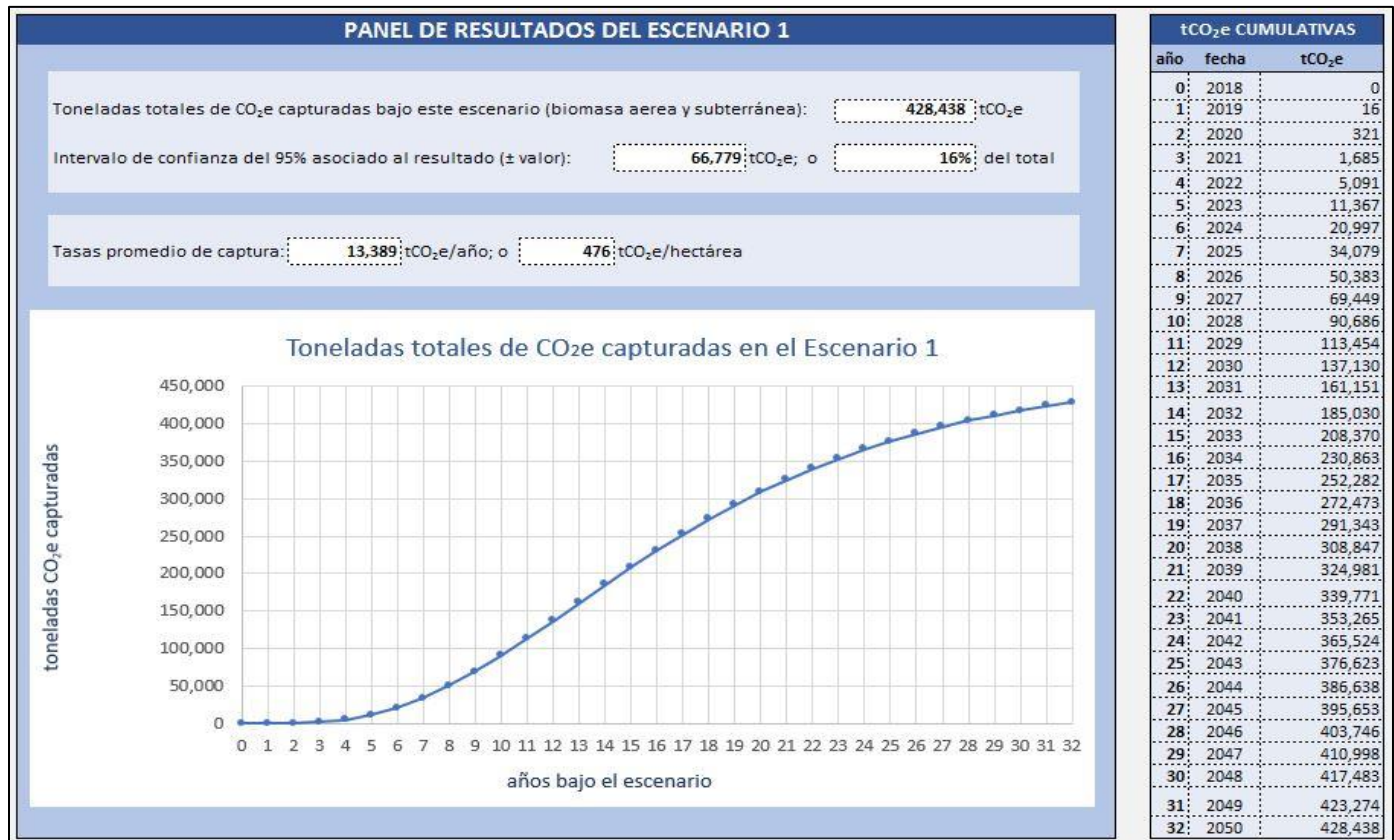 PANEL DE RESULTADOS DEL ESCENARIO 1
Toneladas totales de CO₂e capturadas bajo este escenario (biomasa aerea y subterránea): 428,438 tCO₂e
Intervalo de confianza del 95% asociado al resultado (± valor): 66,779 tCO₂e; o 16% del total
Tasas promedio de captura: 13,389 tCO₂e/año; o 476 tCO₂e/hectárea
Toneladas totales de CO2e capturadas en el Escenario 1
toneladas CO₂e capturadas
450,000
400,000
350,000
300,000
250,000
200,000
150,000
100,000
50,000
0
0 1 2 3 4 5 6 7 8 9 10 11 12 13 14 15 16 17 18 19 20 21 22 23 24 25 26 27 28 29 30 31 32
años bajo el escenario
tCO₂e CUMULATIVAS
año fecha tCO₂e
0 2018 0
1 2019 16
2 2020 321
3 2021 1,685
4 2022 5,091
5 2023 11,367
6 2024 20,997
7 2025 34,079
8 2026 50,383
9 2027 69,449
10 2028 90,686
11 2029 113,454
12 2030 137,130
13 2031 161,151
14 2032 185,030
15 2033 208,370
16 2034 230,863
17 2035 252,282
18 2036 272,473
19 2037 291,343
20 2038 308,847
21 2039 324,981
22 2040 339,771
23 2041 353,265
24 2042 365,524
25 2043 376,623
26 2044 386,638
27 2045 395,653
28 2046 403,746
29 2047 410,998
30 2048 417,483
31 2049 423,274
32 2050 428,438